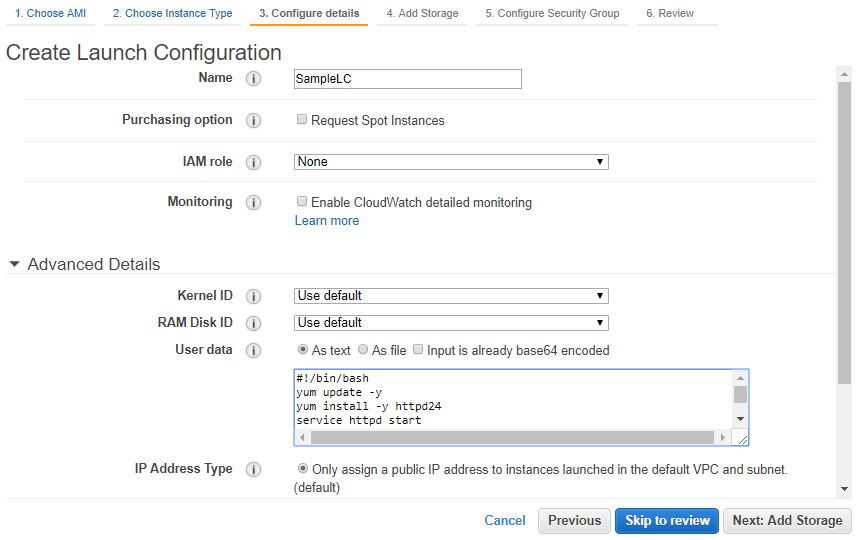 1. Choose AMI 2. Choose Instance Type 3. Configure details 4. Add Storage 5. Configure Security Group 6. Review
Create Launch Configuration
Name i SampleLC
Purchasing option i Request Spot Instances
IAM role i None
Monitoring i Enable CloudWatch detailed monitoring
Learn more
Advanced Details
Kernel ID i Use default
RAM Disk ID i Use default
User data i As text As file Input is already base64 encoded
#!/bin/bash
yum update -y
yum install -y httpd24
service httpd start
IP Address Type i Only assign a public IP address to instances launched in the default VPC and subnet.
(default)
Cancel Previous Skip to review Next: Add Storage